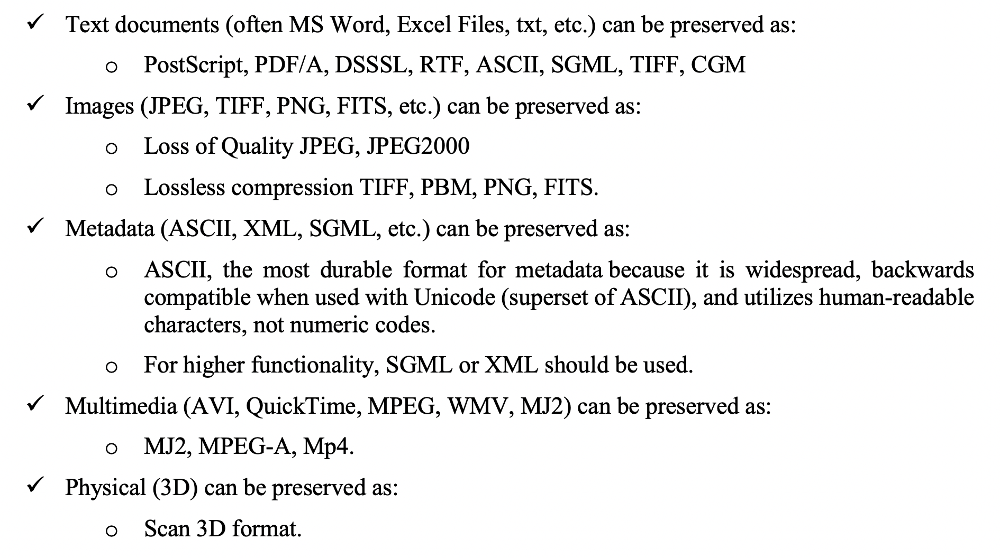 ✓ Text documents (often MS Word, Excel Files, txt, etc.) can be preserved as:
o PostScript, PDF/A, DSSSL, RTF, ASCII, SGML, TIFF, CGM
✓ Images (JPEG, TIFF, PNG, FITS, etc.) can be preserved as:
o Loss of Quality JPEG, JPEG2000
o Lossless compression TIFF, PBM, PNG, FITS.
✓ Metadata (ASCII, XML, SGML, etc.) can be preserved as:
o ASCII, the most durable format for metadata because it is widespread, backwards
compatible when used with Unicode (superset of ASCII), and utilizes human-readable
characters, not numeric codes.
o For higher functionality, SGML or XML should be used.
✓ Multimedia (AVI, QuickTime, MPEG, WMV, MJ2) can be preserved as:
o MJ2, MPEG-A, Mp4.
✓ Physical (3D) can be preserved as:
o Scan 3D format.